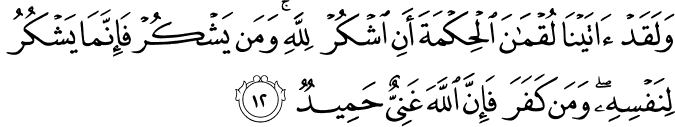 وَلَقَدْ ءَاتَيْنَا لُقْمَٰنَ ٱلْحِكْمَةَ أَنِ ٱشْكُرْ لِلَّهِ ۚ وَمَن يَشْكُرْ فَإِنَّمَا يَشْكُرُ
لِنَفْسِهِۦ ۖ وَمَن كَفَرَ فَإِنَّ ٱللَّهَ غَنِىٌّ حَمِيدٌ ١٢